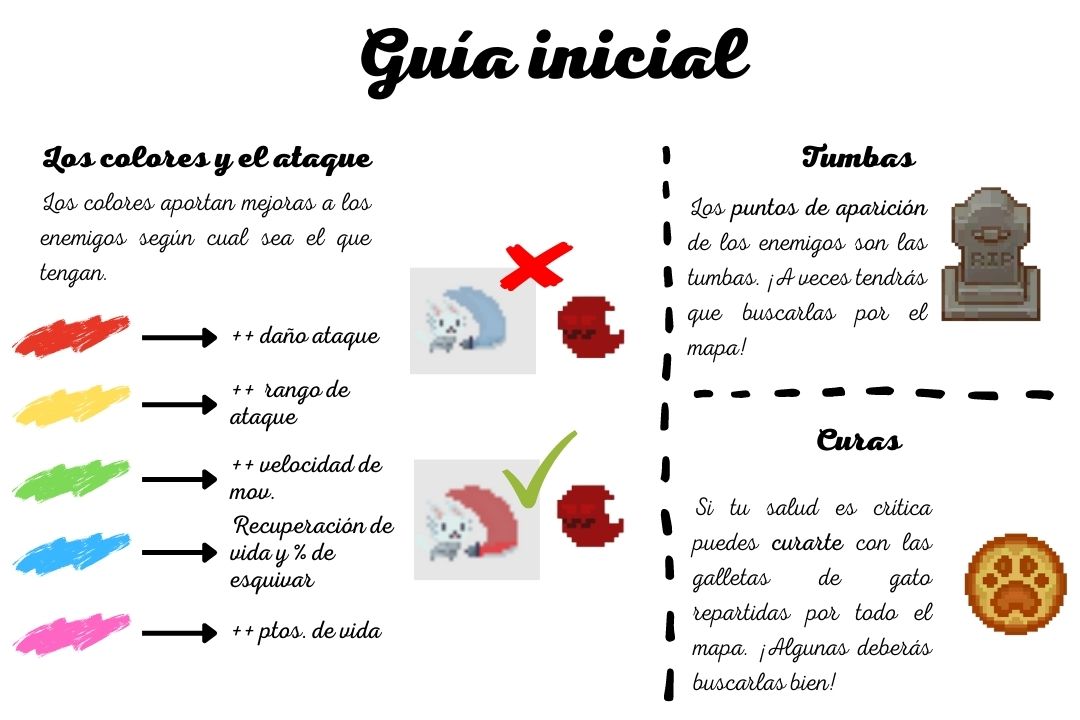 Guía inicial
Los colores y el ataque
Los colores aportan mejoras a los
enemigos según cual sea el que
tengan.
++ daño ataque
++ rango de
ataque
++ velocidad de
mov.
Recuperación de
vida y % de
esquivar
++ ptos. de vida
Tumbas
Los puntos de aparición
de los enemigos son las
tumbas. ¡A veces tendrás
que buscarlas por el
mapa!
RIP
Curas
Si tu salud es crítica
puedes curarte con las
galletas de gato
repartidas por todo el
mapa. ¡Algunas deberás
buscarlas bien!